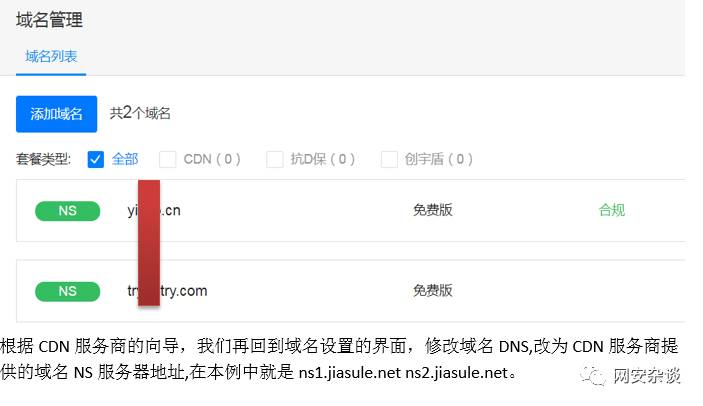 域名管理
域名列表
添加域名 共2个域名
套餐类型: 全部 CDN ( 0 ) 抗D保 ( 0 ) 创宇盾 ( 0 )
NS .cn 免费版 合规
NS try.com 免费版
根据 CDN 服务商的向导，我们再回到域名设置的界面，修改域名 DNS,改为 CDN 服务商提
供的域名 NS 服务器地址,在本例中就是 ns1.jiasule.net ns2.jiasule.net。
网安杂谈